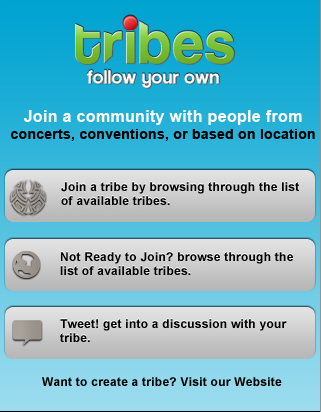 tribes
follow your own
Join a community with people from
concerts, conventions, or based on location
Join a tribe by browsing through the list
of available tribes.
Not Ready to Join? browse through the
list of available tribes.
Tweet! get into a discussion with your
tribe.
Want to create a tribe? Visit our Website